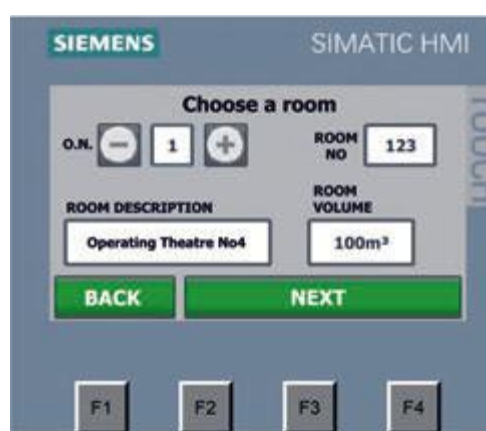 SIEMENS
SIMATIC HMI
TOUCH
Choose a room
O.N.
1
ROOM NO
123
ROOM DESCRIPTION
ROOM VOLUME
Operating Theatre No4
100m³
BACK
NEXT
F1
F2
F3
F4